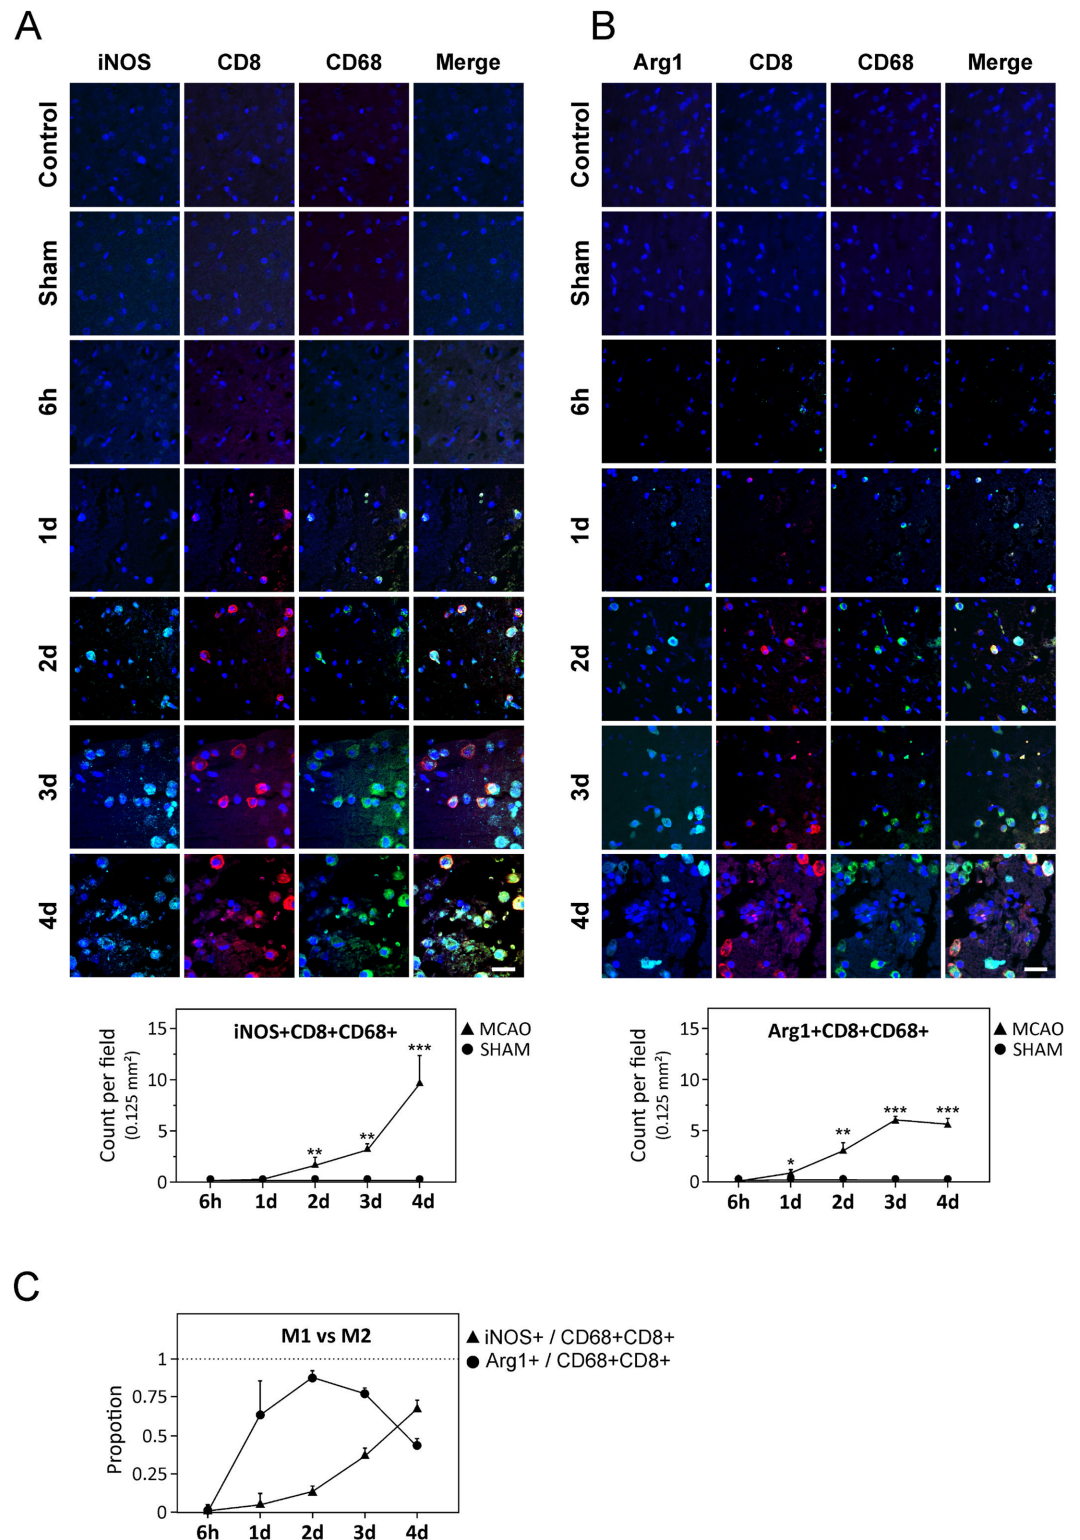 A
iNOS CD8 CD68 Merge
Control
Sham
6h
1d
2d
3d
4d
iNOS+CD8+CD68+
Count per field
(0.125 mm²)
15
10
5
0
** ** ***
6h 1d 2d 3d 4d
MCAO
SHAM
B
Arg1 CD8 CD68 Merge
Control
Sham
6h
1d
2d
3d
4d
Arg1+CD8+CD68+
Count per field
(0.125 mm²)
15
10
5
0
* ** *** ***
6h 1d 2d 3d 4d
MCAO
SHAM
C
M1 vs M2
Propotion
1
0.75
0.5
0.25
0
6h 1d 2d 3d 4d
iNOS+ / CD68+CD8+
Arg1+ / CD68+CD8+